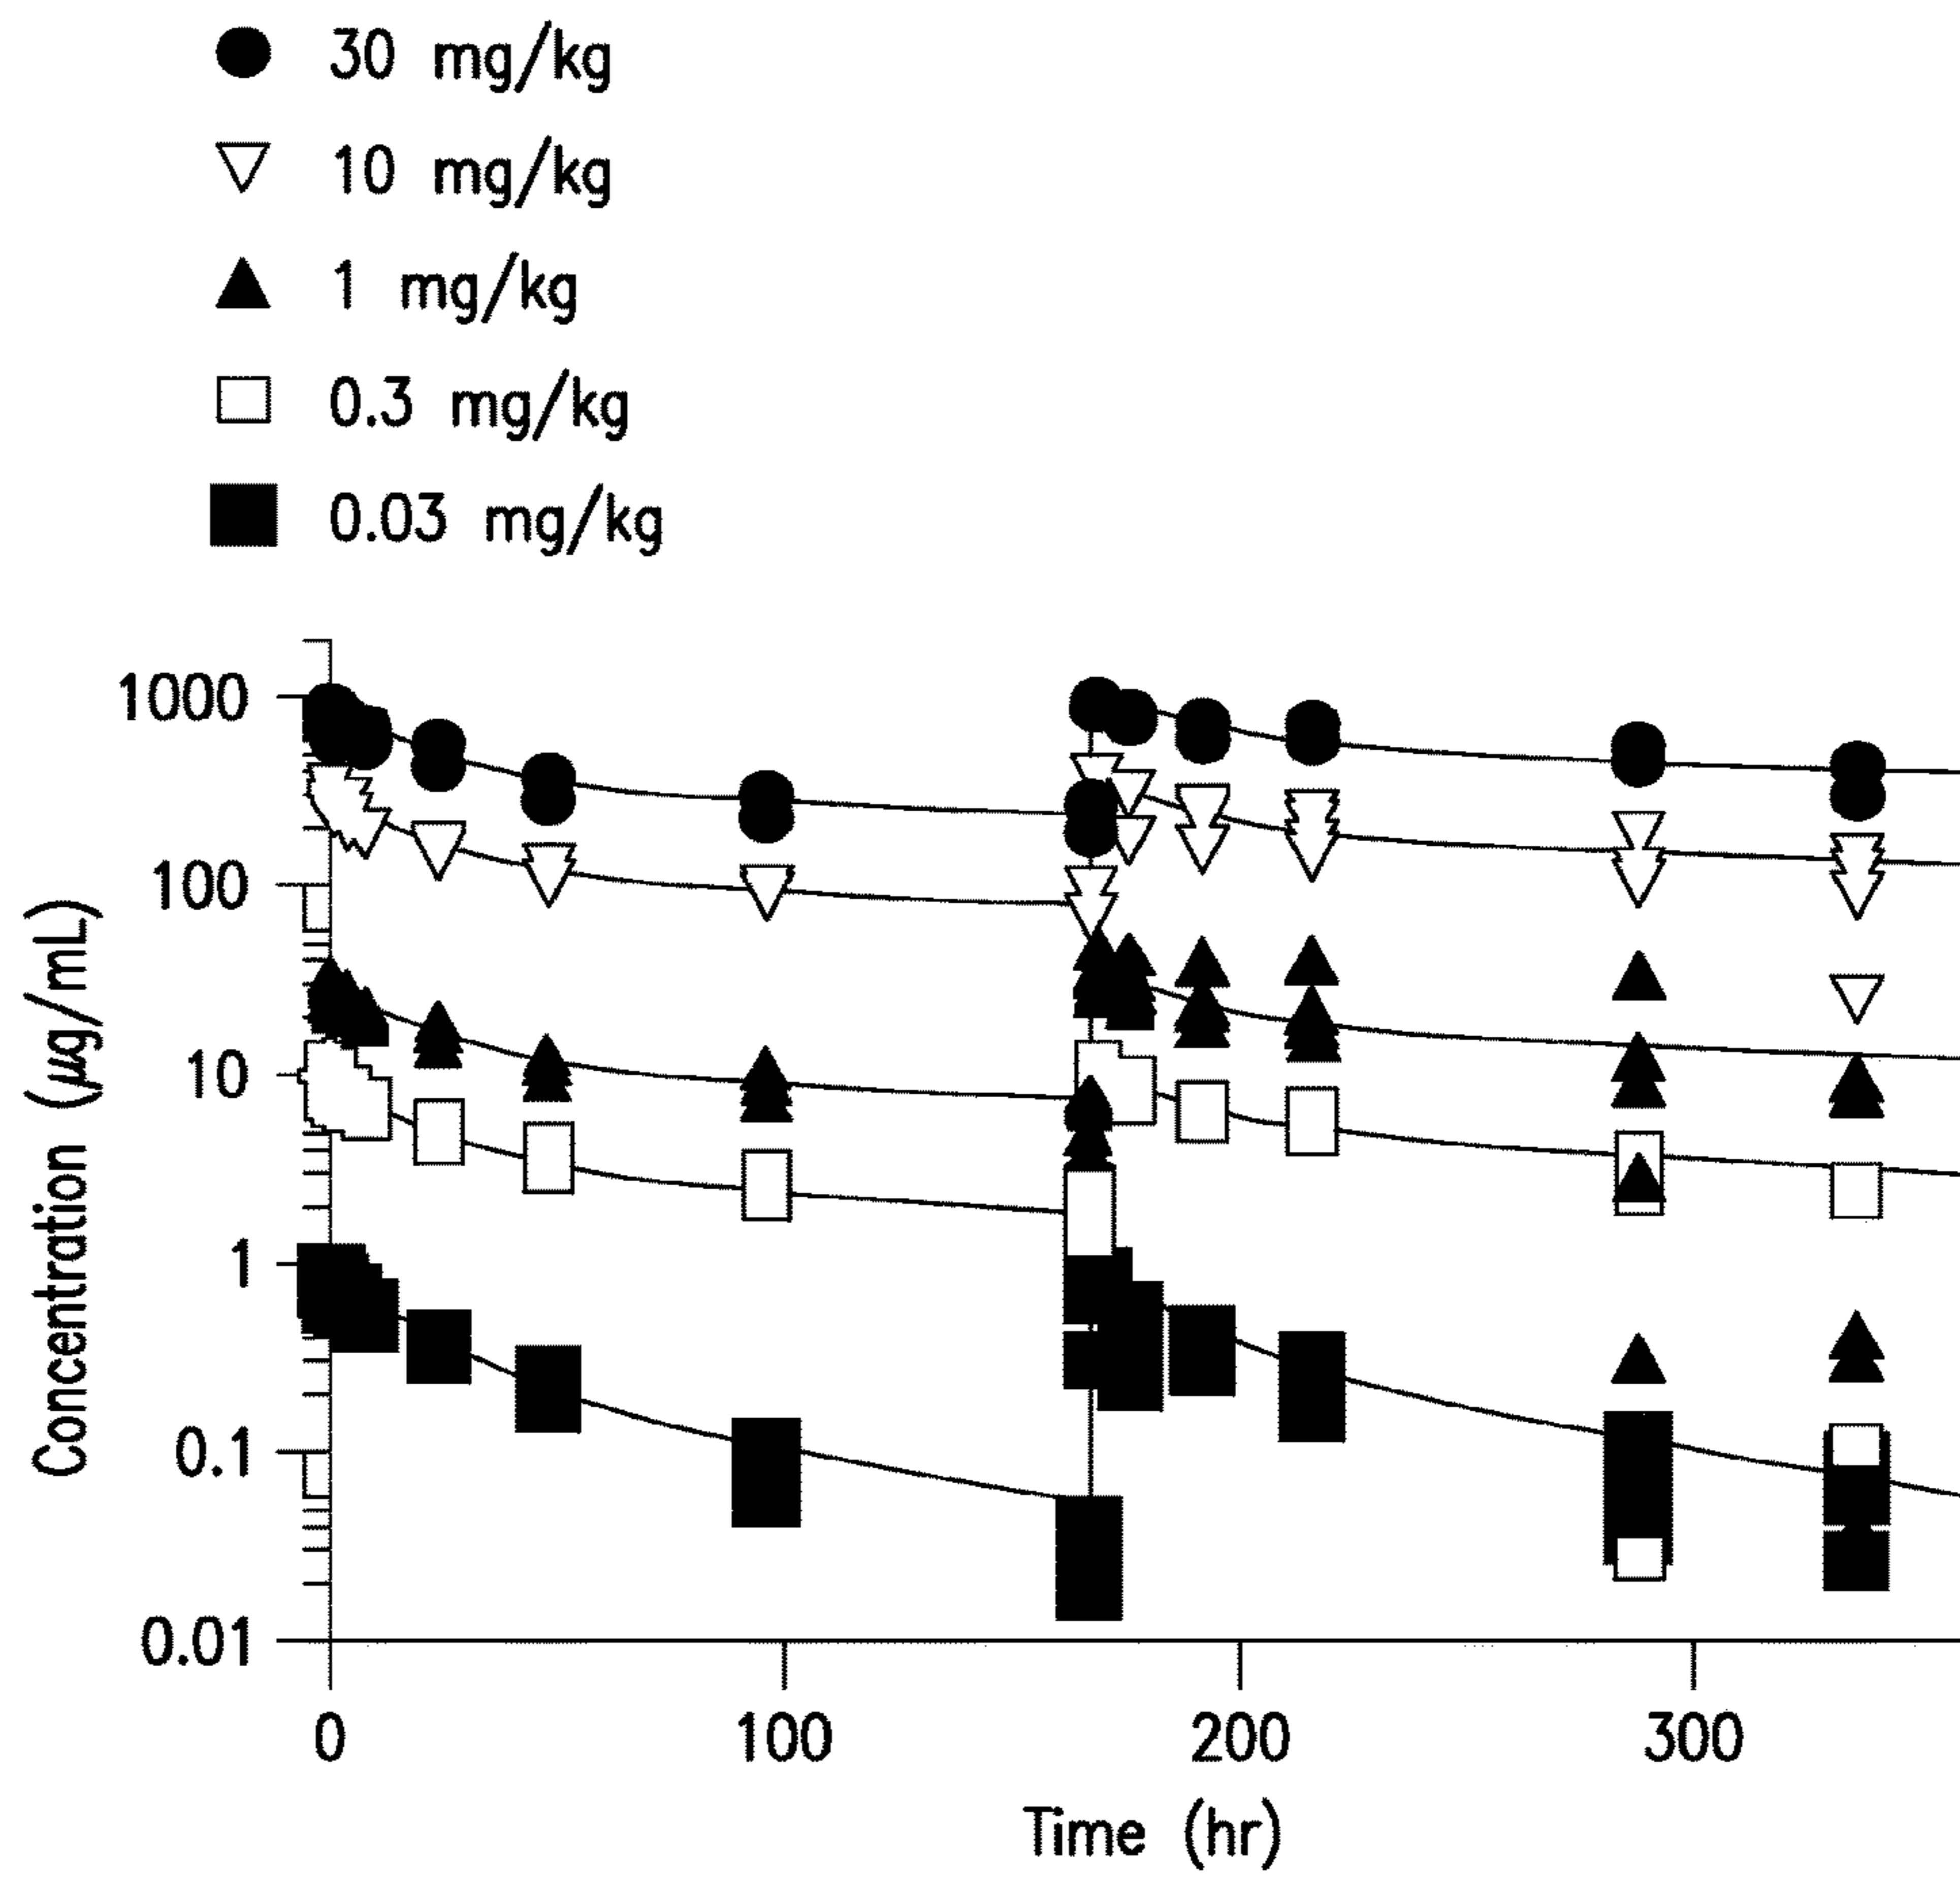 30 mg/kg
10 mg/kg
1 mg/kg
0.3 mg/kg
0.03 mg/kg
Concentration (µg/mL)
1000
100
10
1
0.1
0.01
0 100 200 300
Time (hr)